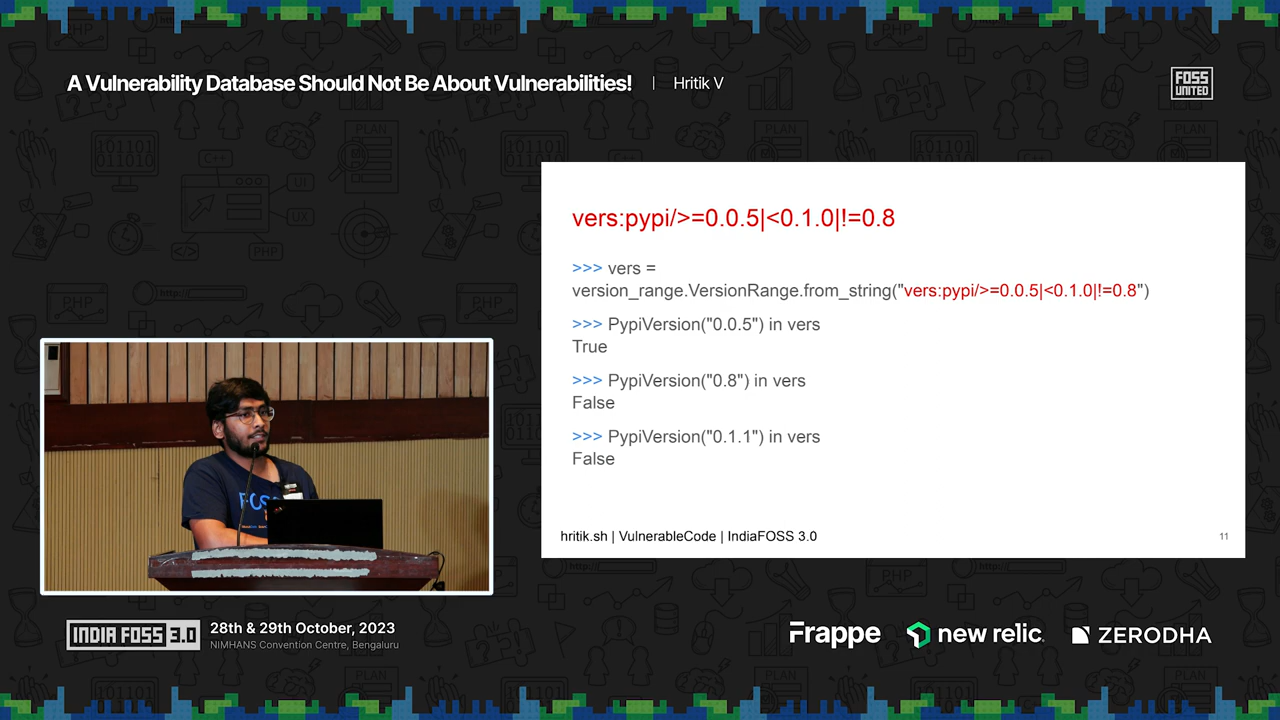 A Vulnerability Database Should Not Be About Vulnerabilities! | Hritik V
FOSS
UNITED
vers:pypi/>=0.0.5|<0.1.0|!=0.8
>>> vers =
version_range.VersionRange.from_string("vers:pypi/>=0.0.5|<0.1.0|!=0.8")
>>> PypiVersion("0.0.5") in vers
True
>>> PypiVersion("0.8") in vers
False
>>> PypiVersion("0.1.1") in vers
False
hritik.sh | VulnerableCode | IndiaFOSS 3.0
11
INDIA FOSS 3.0
28th & 29th October, 2023
NIMHANS Convention Centre, Bengaluru
Frappe
new relic
ZERODHA